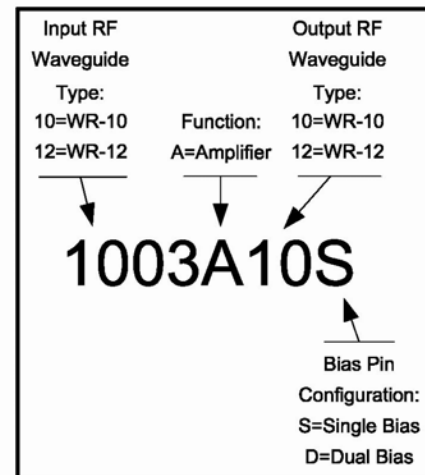 Input RF
Waveguide
Type:
10=WR-10
12=WR-12
Function:
A=Amplifier
Output RF
Waveguide
Type:
10=WR-10
12=WR-12
1003A10S
Bias Pin
Configuration:
S=Single Bias
D=Dual Bias